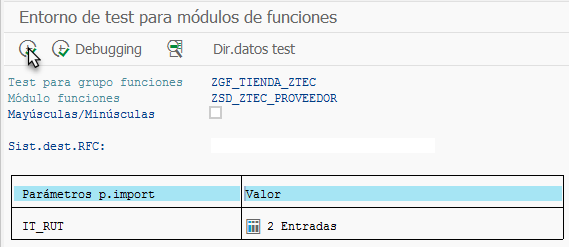 Entorno de test para módulos de funciones
Debugging Dir.datos test
Test para grupo funciones ZGF_TIENDA_ZTEC
Módulo funciones ZSD_ZTEC_PROVEEDOR
Mayúsculas/Minúsculas
Sist.dest.RFC:
Parámetros p.import Valor
IT_RUT 2 Entradas